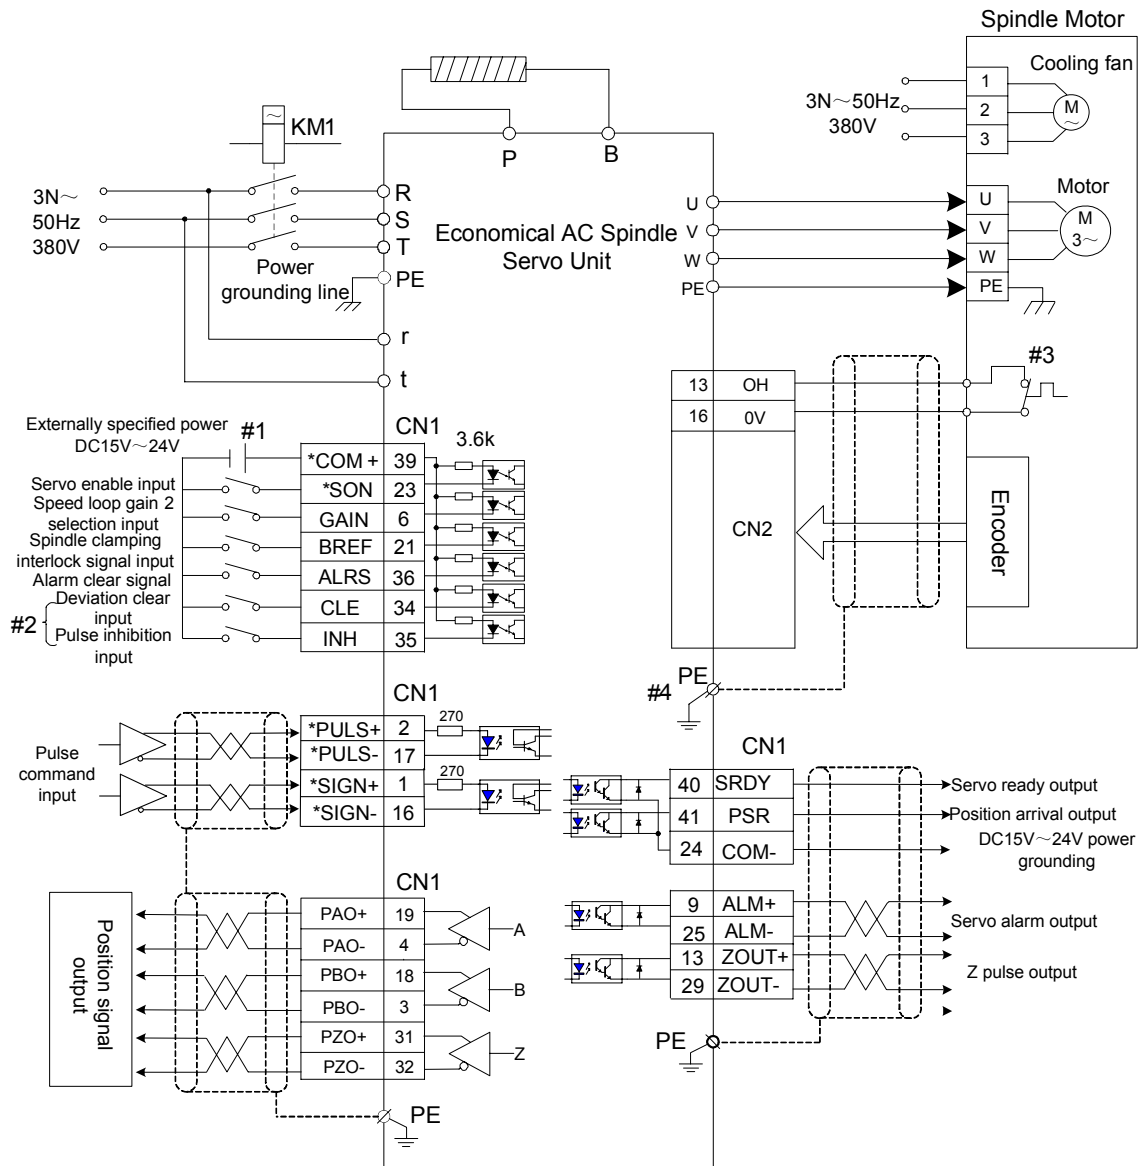 Spindle Motor
Cooling fan
3N～50Hz
380V
1
2
3
M
～
KM1
～
P
B
3N～
50Hz
380V
R
S
T
PE
Power
grounding line
r
t
Economical AC Spindle
Servo Unit
U
V
W
PE
U
V
W
PE
Motor
M
3～
#3
13 OH
16 0V
CN2
Encoder
PE
#4
Externally specified power
DC15V～24V
#1
CN1
3.6k
*COM + 39
Servo enable input
*SON 23
Speed loop gain 2
selection input
GAIN 6
Spindle clamping
interlock signal input
BREF 21
Alarm clear signal
ALRS 36
#2
Deviation clear
input
CLE 34
Pulse inhibition
input
INH 35
CN1
Pulse
command
input
*PULS+ 2
270
*PULS- 17
*SIGN+ 1
270
*SIGN- 16
CN1
40 SRDY
Servo ready output
41 PSR
Position arrival output
24 COM-
DC15V～24V power
grounding
9 ALM+
25 ALM-
Servo alarm output
13 ZOUT+
29 ZOUT-
Z pulse output
PE
CN1
Position signal
output
PAO+ 19
PAO- 4
A
PBO+ 18
PBO- 3
B
PZO+ 31
PZO- 32
Z
PE